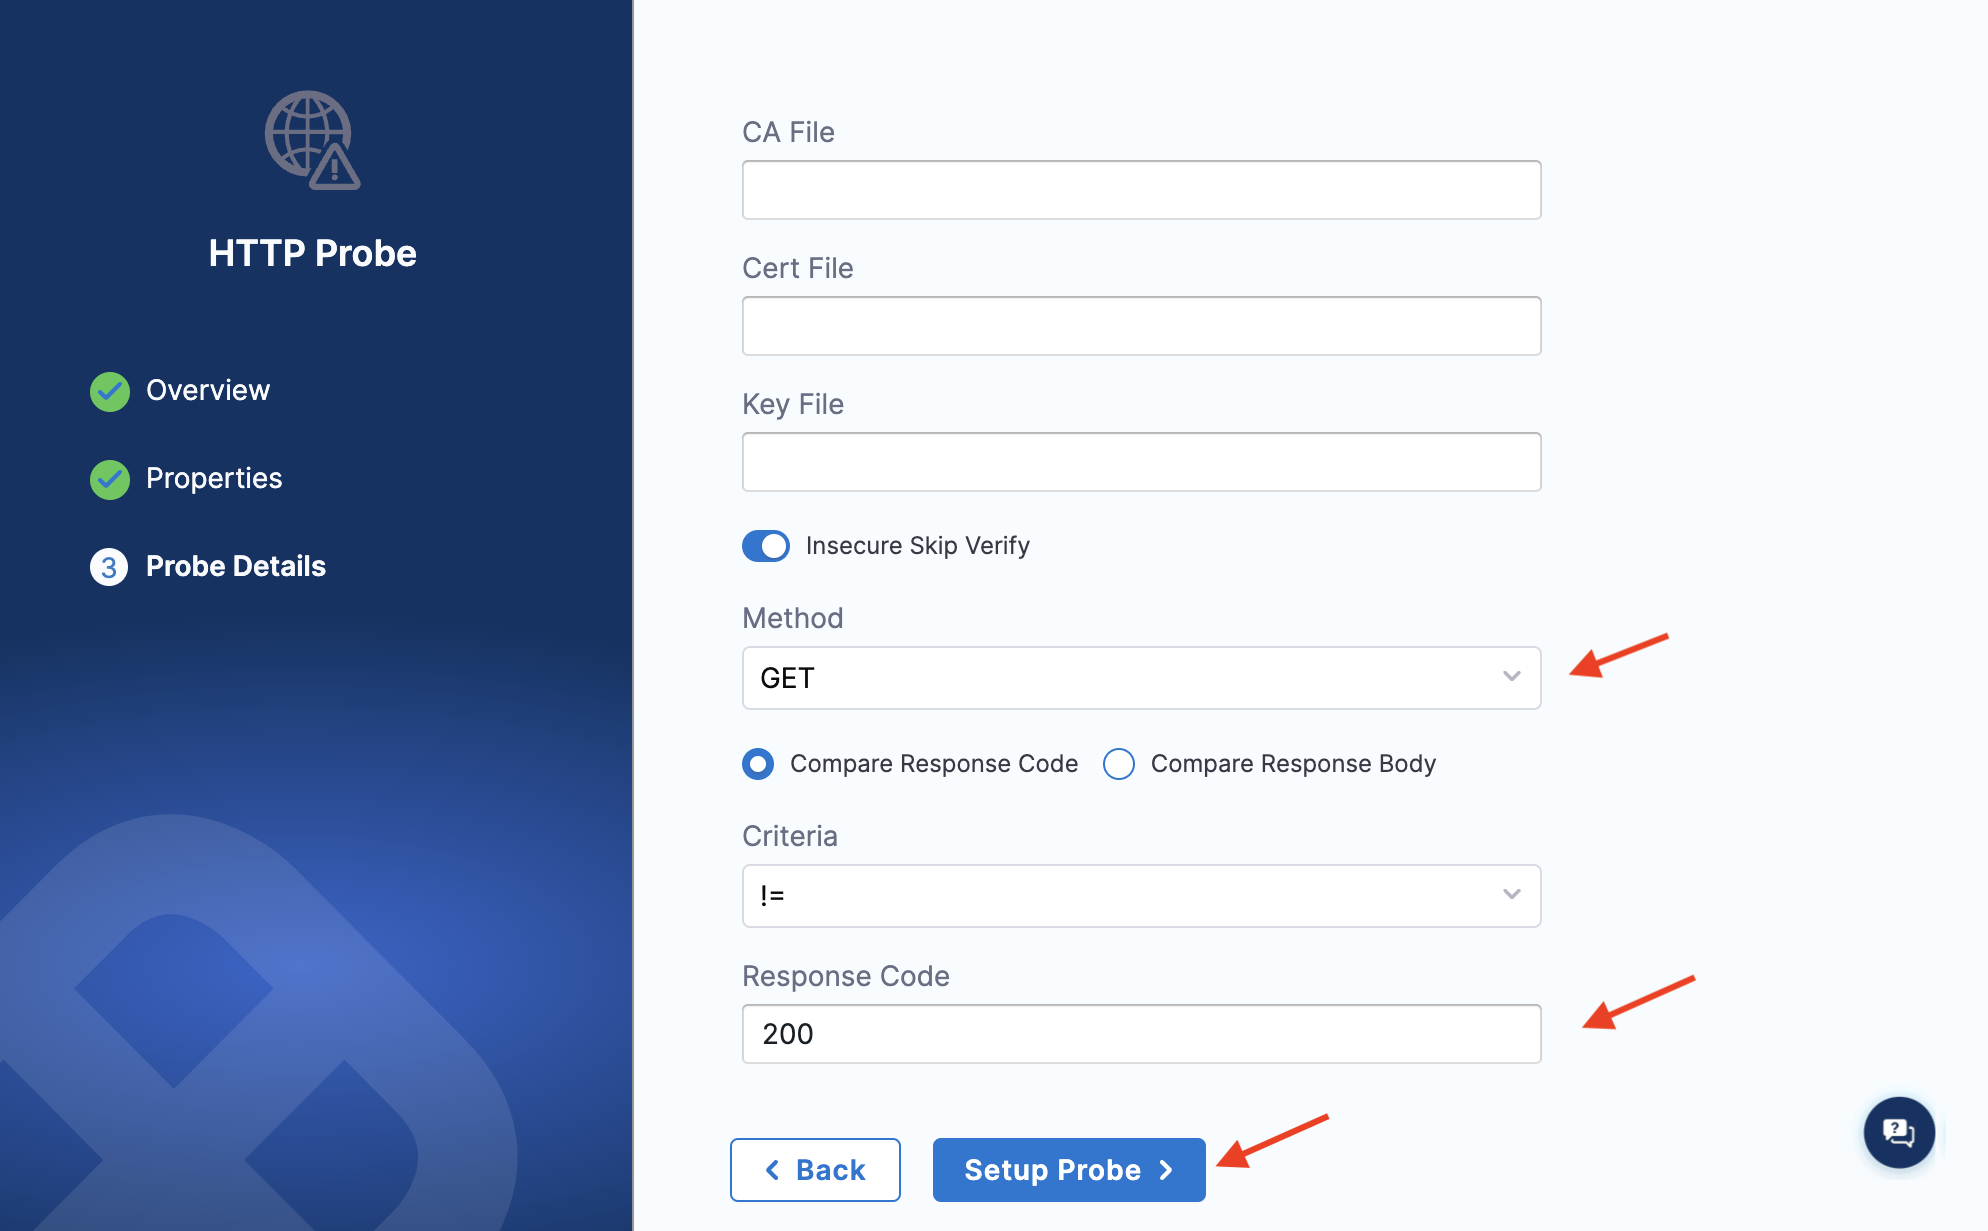 HTTP Probe
Overview
Properties
3 Probe Details
CA File
Cert File
Key File
Insecure Skip Verify
Method
GET
Compare Response Code Compare Response Body
Criteria
!=
Response Code
200
Back Setup Probe